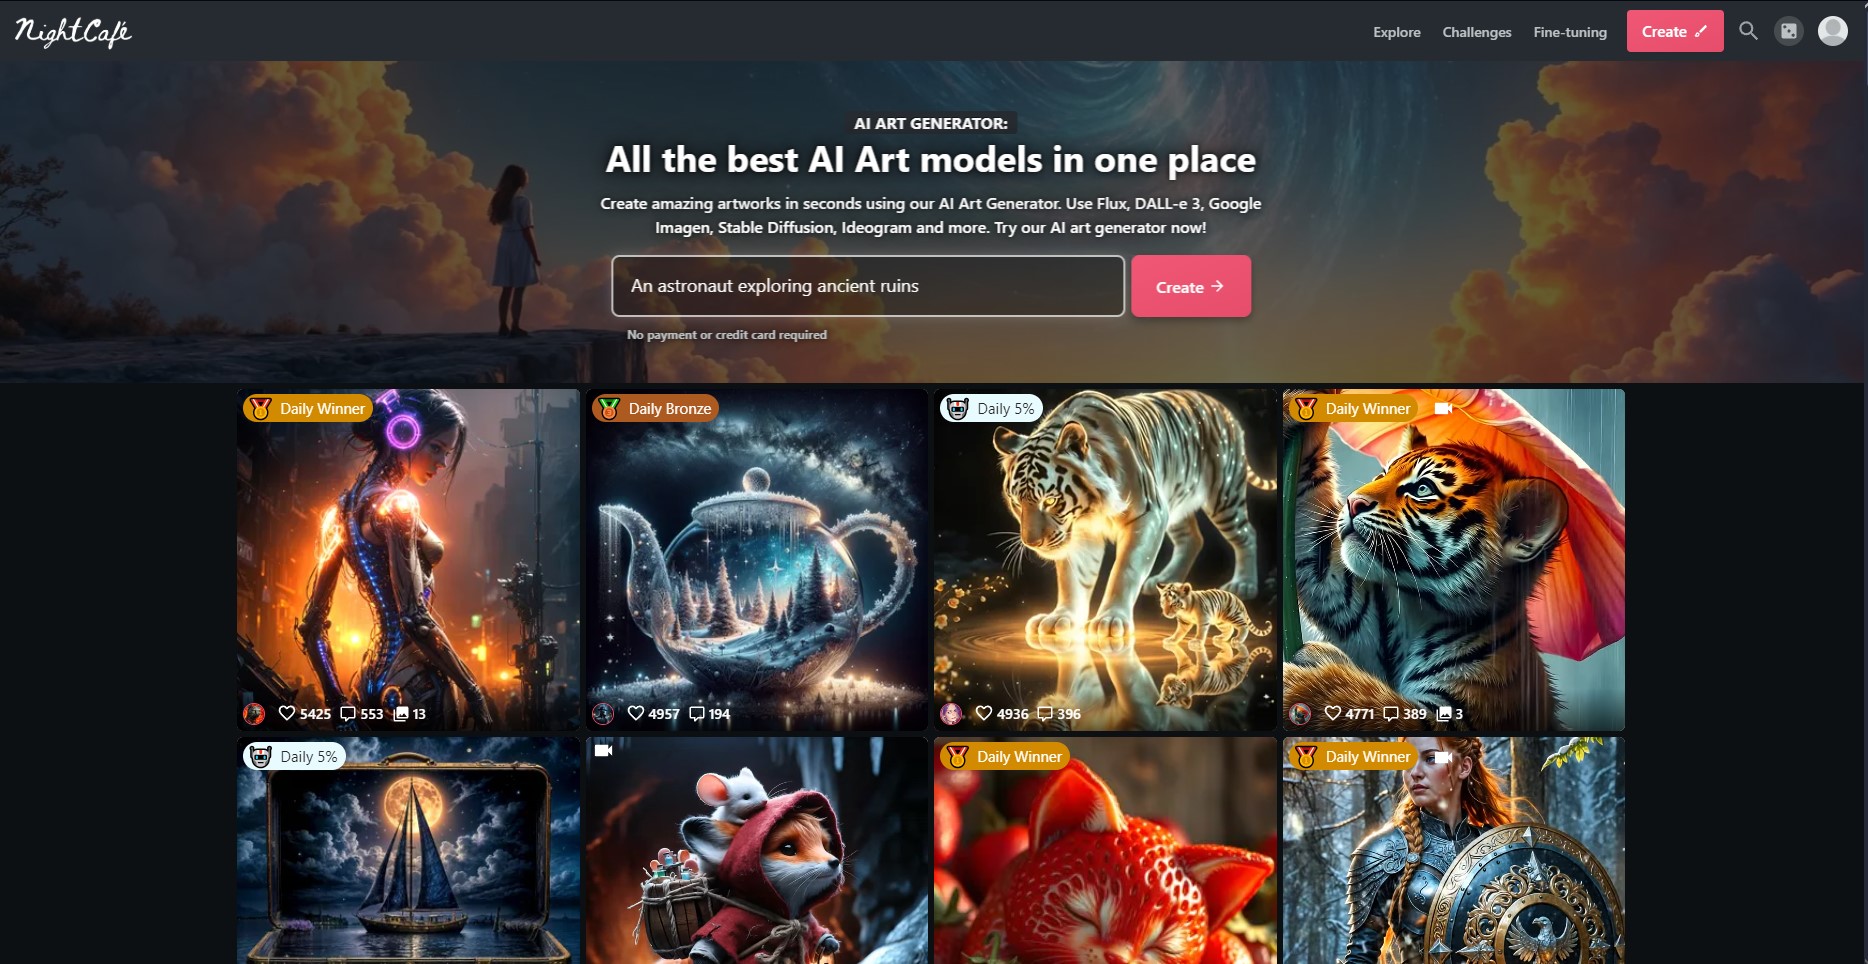 NightCafé
Explore
Challenges
Fine-tuning
Create
AI ART GENERATOR:
All the best AI Art models in one place
Create amazing artworks in seconds using our AI Art Generator. Use Flux, DALL-e 3, Google
Imagen, Stable Diffusion, Ideogram and more. Try our AI art generator now!
An astronaut exploring ancient ruins
Create →
No payment or credit card required
Daily Winner
Daily Bronze
Daily 5%
Daily Winner
5425 553 13
4957 194
4936 396
4771 389 3
Daily 5%
Daily Winner
Daily Winner